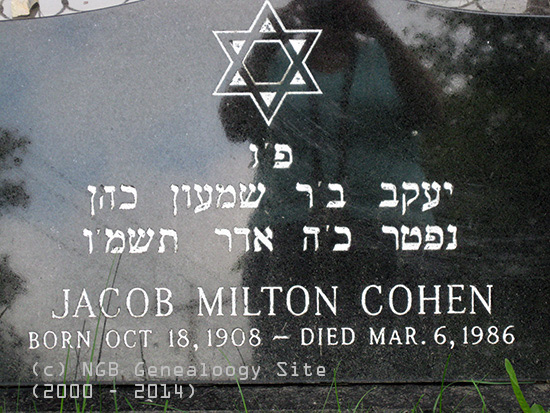 פ'נ
יעקב ב'ר שמעון כהן
נפטר כ'ה אדר תשמ'ו
JACOB MILTON COHEN
BORN OCT. 18, 1908 – DIED MAR. 6, 1986
(c) NGB Genealoogy Site
(2000 - 2014)